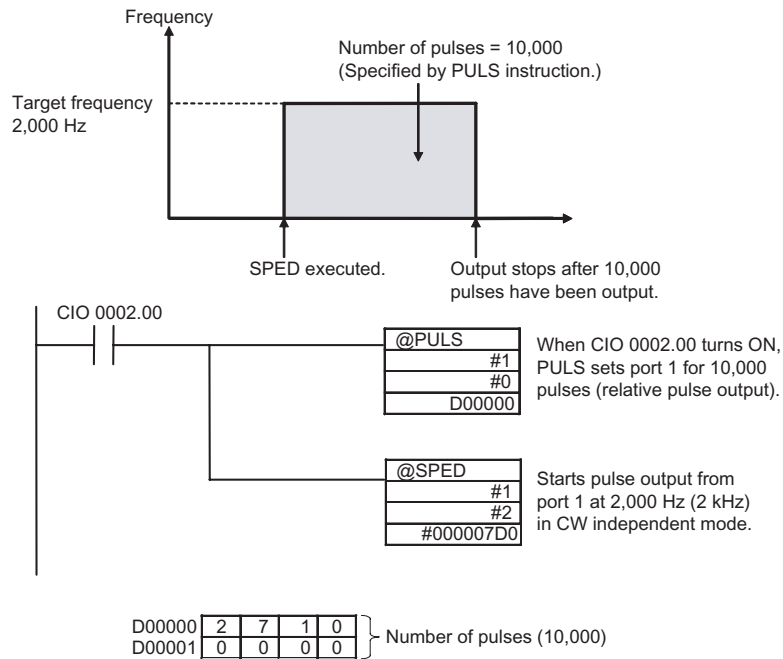 Frequency
Number of pulses = 10,000
(Specified by PULS instruction.)
Target frequency
2,000 Hz
SPED executed.
Output stops after 10,000
pulses have been output.
CIO 0002.00
@PULS
#1
#0
D00000
When CIO 0002.00 turns ON,
PULS sets port 1 for 10,000
pulses (relative pulse output).
@SPED
#1
#2
#000007D0
Starts pulse output from
port 1 at 2,000 Hz (2 kHz)
in CW independent mode.
D00000 2 7 1 0
D00001 0 0 0 0
Number of pulses (10,000)